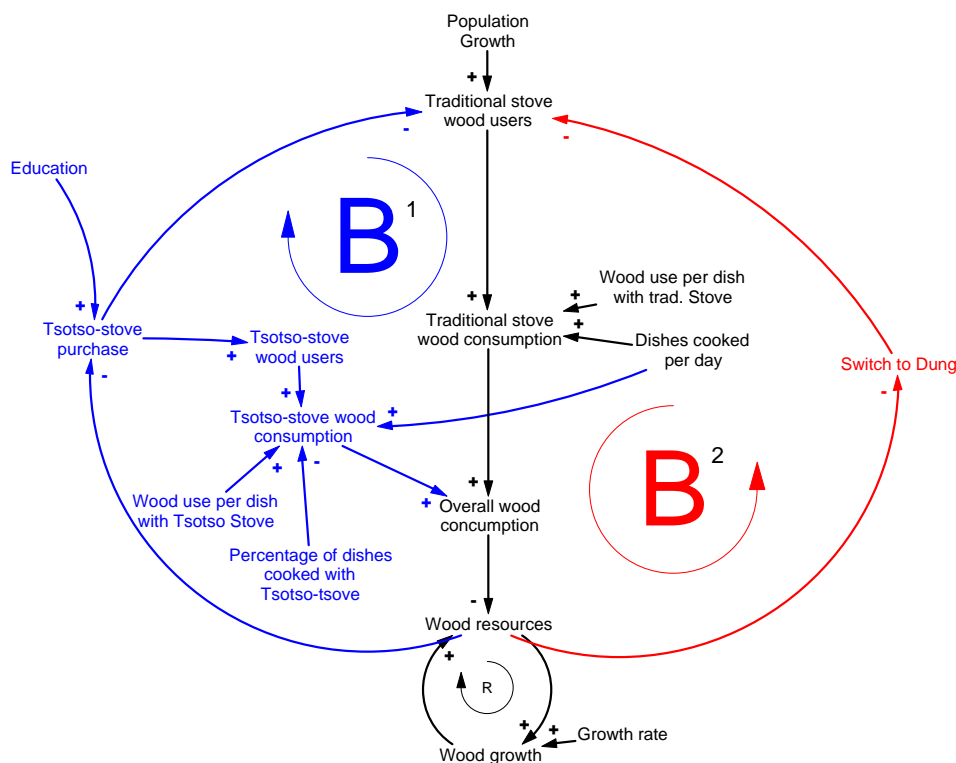 Population
Growth
+
Traditional stove
wood users
-
-
Education
B 1
+
Tsotso-stove
purchase
-
+
Tsotso-stove
wood users
+
Traditional stove
wood consumption
+
+
Wood use per dish
with trad. Stove
Dishes cooked
per day
Switch to Dung
-
+
+
Tsotso-stove wood
consumption
+
-
Wood use per dish
with Tsotso Stove
Percentage of dishes
cooked with
Tsotso-tsove
B 2
+
+
Overall wood
concumption
-
Wood resources
+
R
+
+
Growth rate
Wood growth